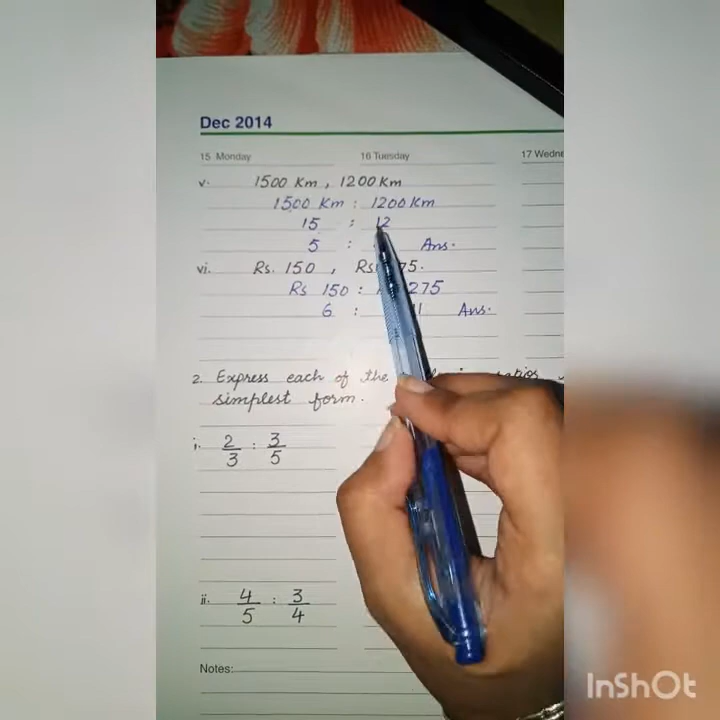 Dec 2014
15 Monday 16 Tuesday 17 Wedne
v. 1500 Km , 1200 Km
1500 Km : 1200 Km
15 : 12
5 : Ans.
vi. Rs. 150 , Rs 75.
Rs 150 : 275
6 : Ans.
2. Express each of the ratios
simplest form.
i. 2/3 : 3/5
ii. 4/5 : 3/4
Notes:
InShOt